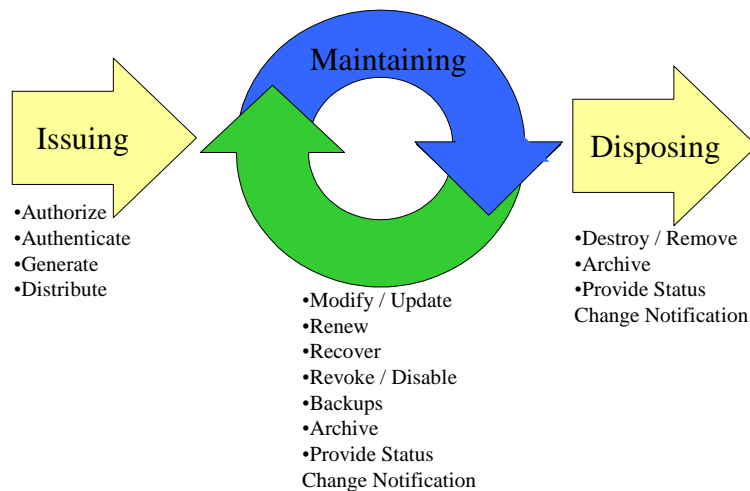 Issuing
•Authorize
•Authenticate
•Generate
•Distribute
Maintaining
•Modify / Update
•Renew
•Recover
•Revoke / Disable
•Backups
•Archive
•Provide Status
Change Notification
Disposing
•Destroy / Remove
•Archive
•Provide Status
Change Notification